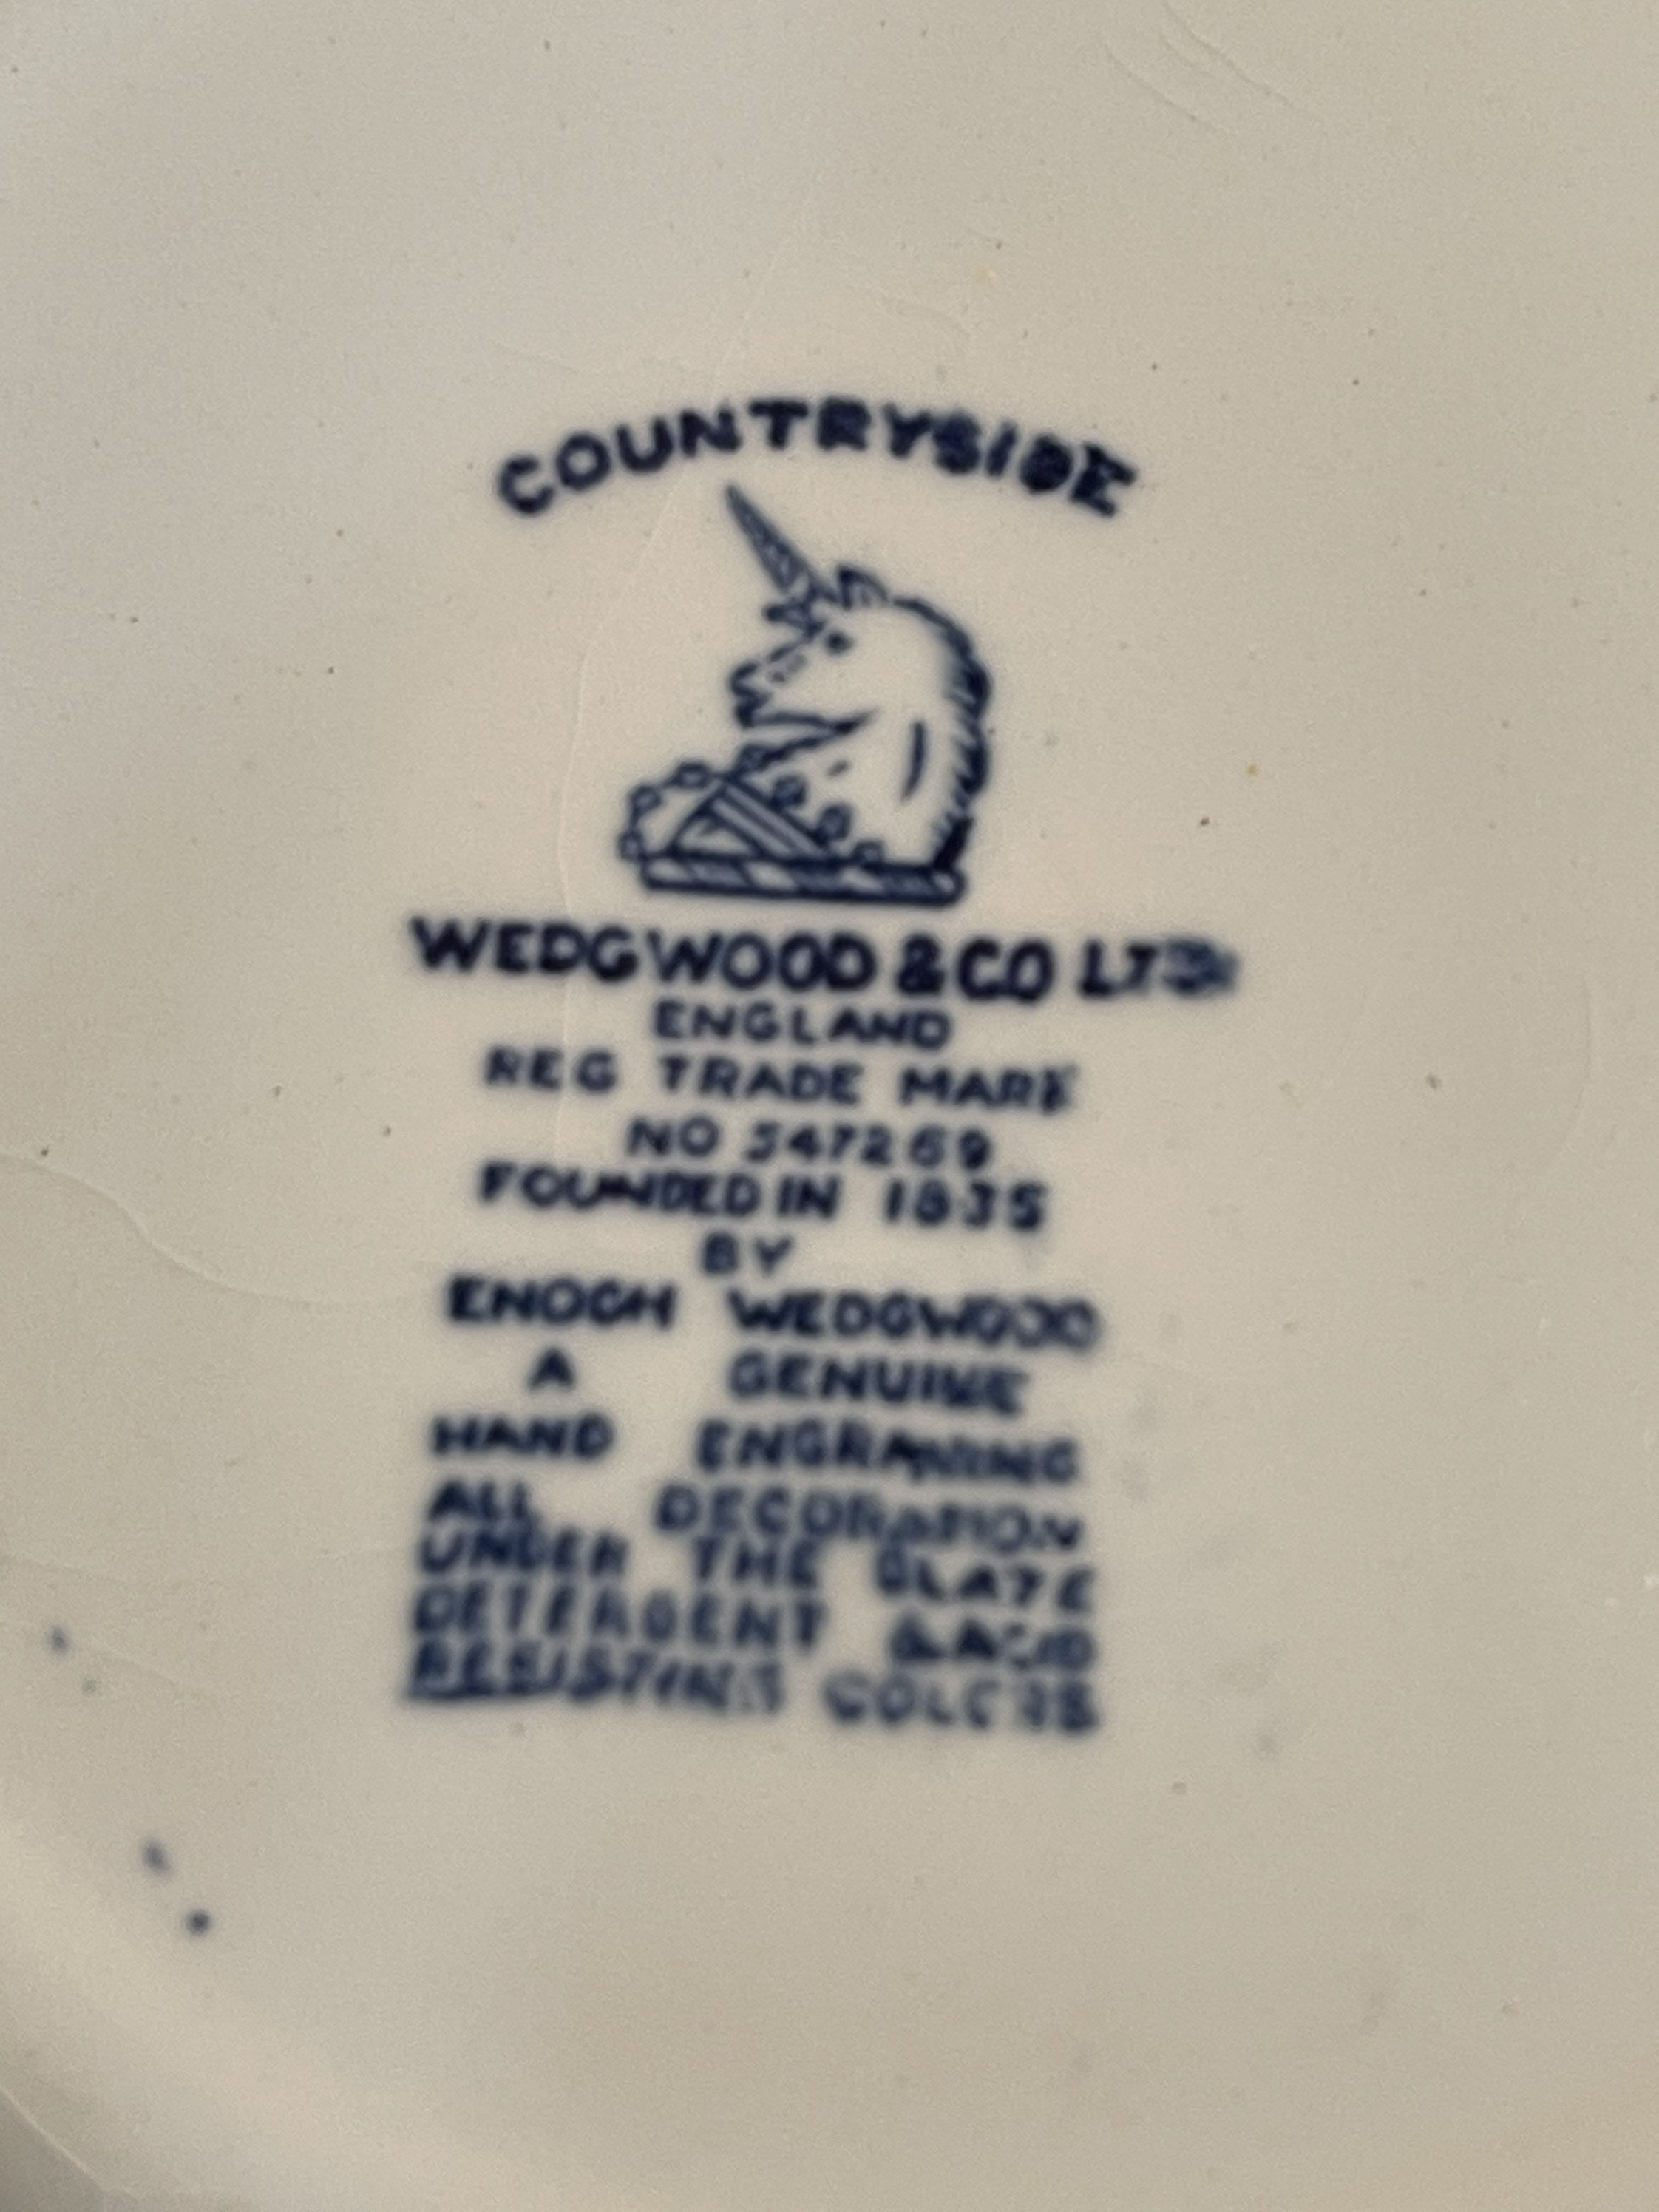 COUNTRYSIDE
WEDGWOOD & CO LTD
ENGLAND
REG TRADE MARK
NO 547269
FOUNDED IN 1835
BY
ENOCH WEDGWOOD
A GENUINE
HAND ENGRAVING
ALL DECORATION
UNDER THE GLAZE
DETERGENT & ACID
RESISTING COLORS